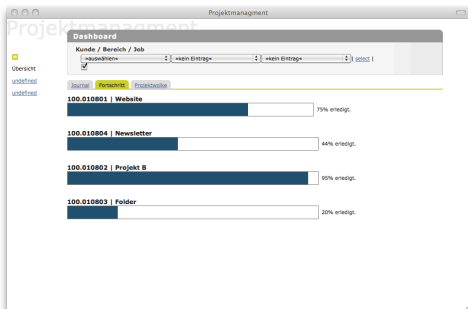 Projektmanagment
Projektmanagment
Dashboard
Kunde / Bereich / Job
»auswählen« »kein Eintrag« »kein Eintrag« | select |
Übersicht
undefined
undefined
Journal Fortschritt Projektwolke
100.010801 | Website
75% erledigt.
100.010804 | Newsletter
44% erledigt.
100.010802 | Projekt B
95% erledigt.
100.010803 | Folder
20% erledigt.